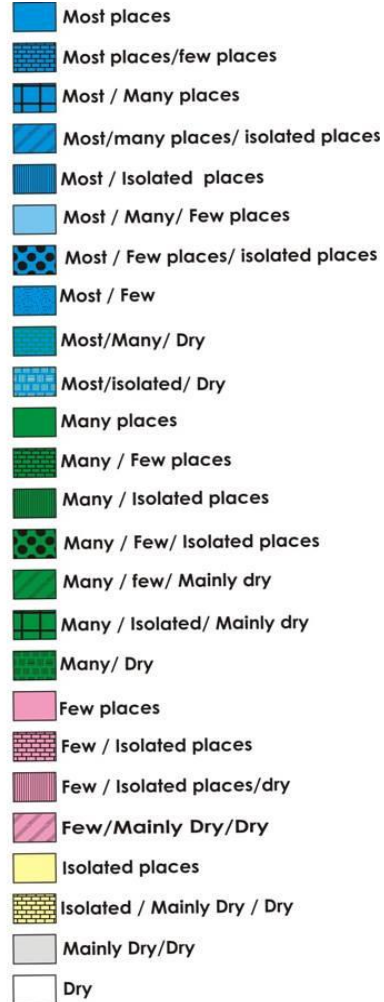 Most places
Most places/few places
Most / Many places
Most/many places/ isolated places
Most / Isolated  places
Most / Many/ Few places
Most / Few places/ isolated places
Most / Few
Most/Many/ Dry
Most/isolated/ Dry
Many places
Many / Few places
Many / Isolated places
Many / Few/ Isolated places
Many / few/ Mainly dry
Many / Isolated/ Mainly dry
Many/ Dry
Few places
Few / Isolated places
Few / Isolated places/dry
Few/Mainly Dry/Dry
Isolated places
Isolated / Mainly Dry / Dry
Mainly Dry/Dry
Dry